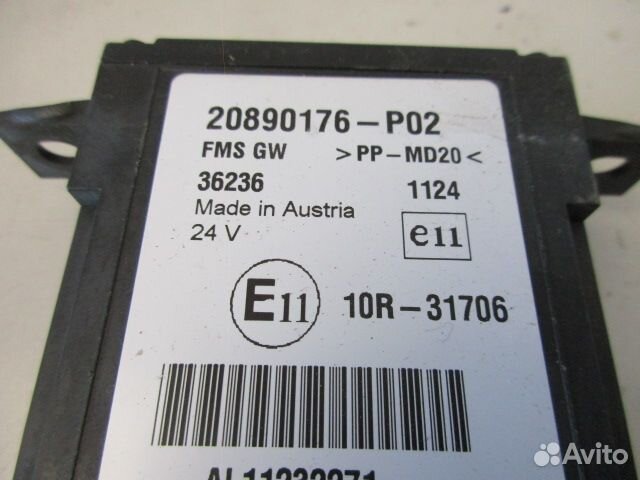 20890176-P02
FMS GW >PP-MD20<
36236 1124
Made in Austria
24 V e11
E11 10R-31706
Avito